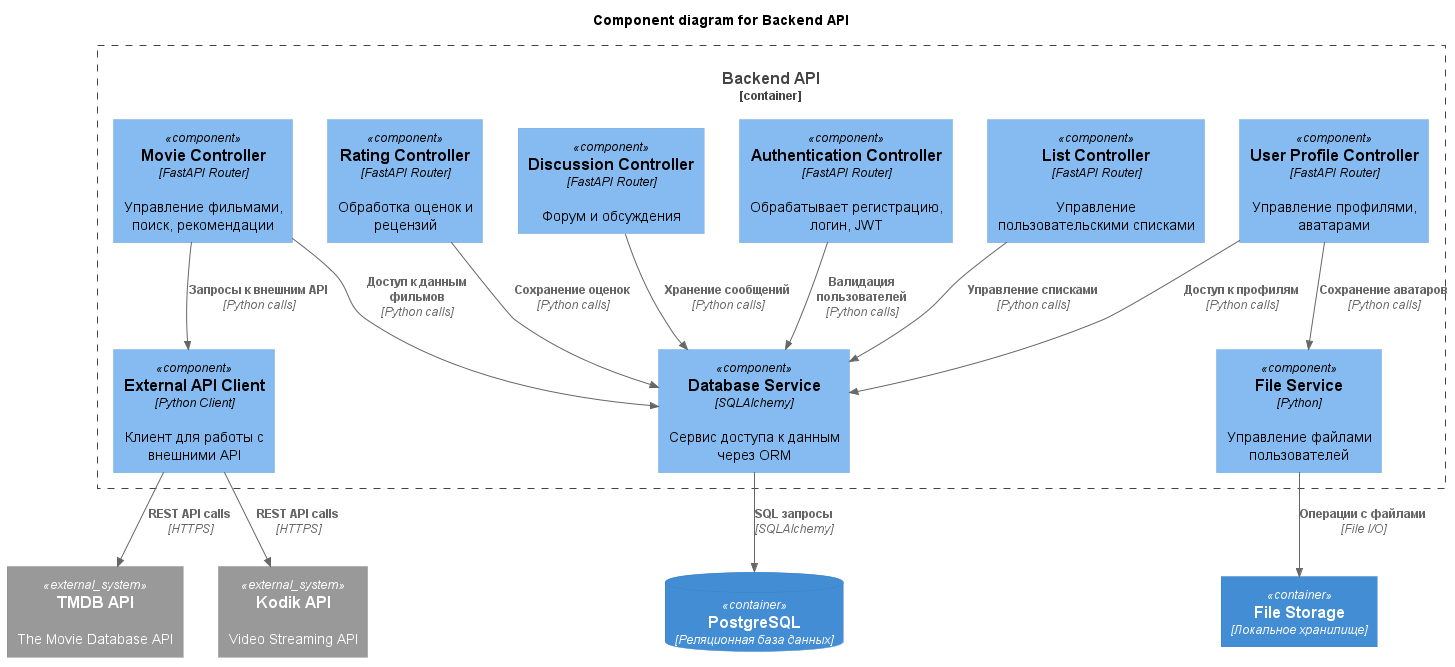 Component diagram for Backend API
Backend API
[container]
«component»
Movie Controller
[FastAPI Router]
Управление фильмами,
поиск, рекомендации
«component»
Rating Controller
[FastAPI Router]
Обработка оценок и
рецензий
«component»
Discussion Controller
[FastAPI Router]
Форум и обсуждения
«component»
Authentication Controller
[FastAPI Router]
Обрабатывает регистрацию,
логин, JWT
«component»
List Controller
[FastAPI Router]
Управление
пользовательскими списками
«component»
User Profile Controller
[FastAPI Router]
Управление профилями,
аватарами
Запросы к внешним API
[Python calls]
Доступ к данным
фильмов
[Python calls]
Сохранение оценок
[Python calls]
Хранение сообщений
[Python calls]
Валидация
пользователей
[Python calls]
Управление списками
[Python calls]
Доступ к профилям
[Python calls]
Сохранение аватаров
[Python calls]
«component»
External API Client
[Python Client]
Клиент для работы с
внешними API
«component»
Database Service
[SQLAlchemy]
Сервис доступа к данным
через ORM
«component»
File Service
[Python]
Управление файлами
пользователей
REST API calls
[HTTPS]
REST API calls
[HTTPS]
SQL запросы
[SQLAlchemy]
Операции с файлами
[File I/O]
«external_system»
TMDB API
The Movie Database API
«external_system»
Kodik API
Video Streaming API
«container»
PostgreSQL
[Реляционная база данных]
«container»
File Storage
[Локальное хранилище]